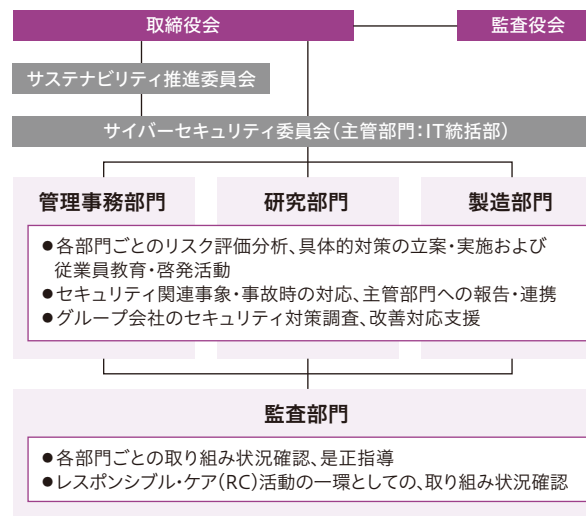 取締役会
監査役会
サステナビリティ推進委員会
サイバーセキュリティ委員会(主管部門:IT統括部)
管理事務部門
研究部門
製造部門
●各部門ごとのリスク評価分析、具体的対策の立案・実施および
従業員教育・啓発活動
●セキュリティ関連事象・事故時の対応、主管部門への報告・連携
●グループ会社のセキュリティ対策調査、改善対応支援
監査部門
●各部門ごとの取り組み状況確認、是正指導
●レスポンシブル・ケア(RC)活動の一環としての、取り組み状況確認